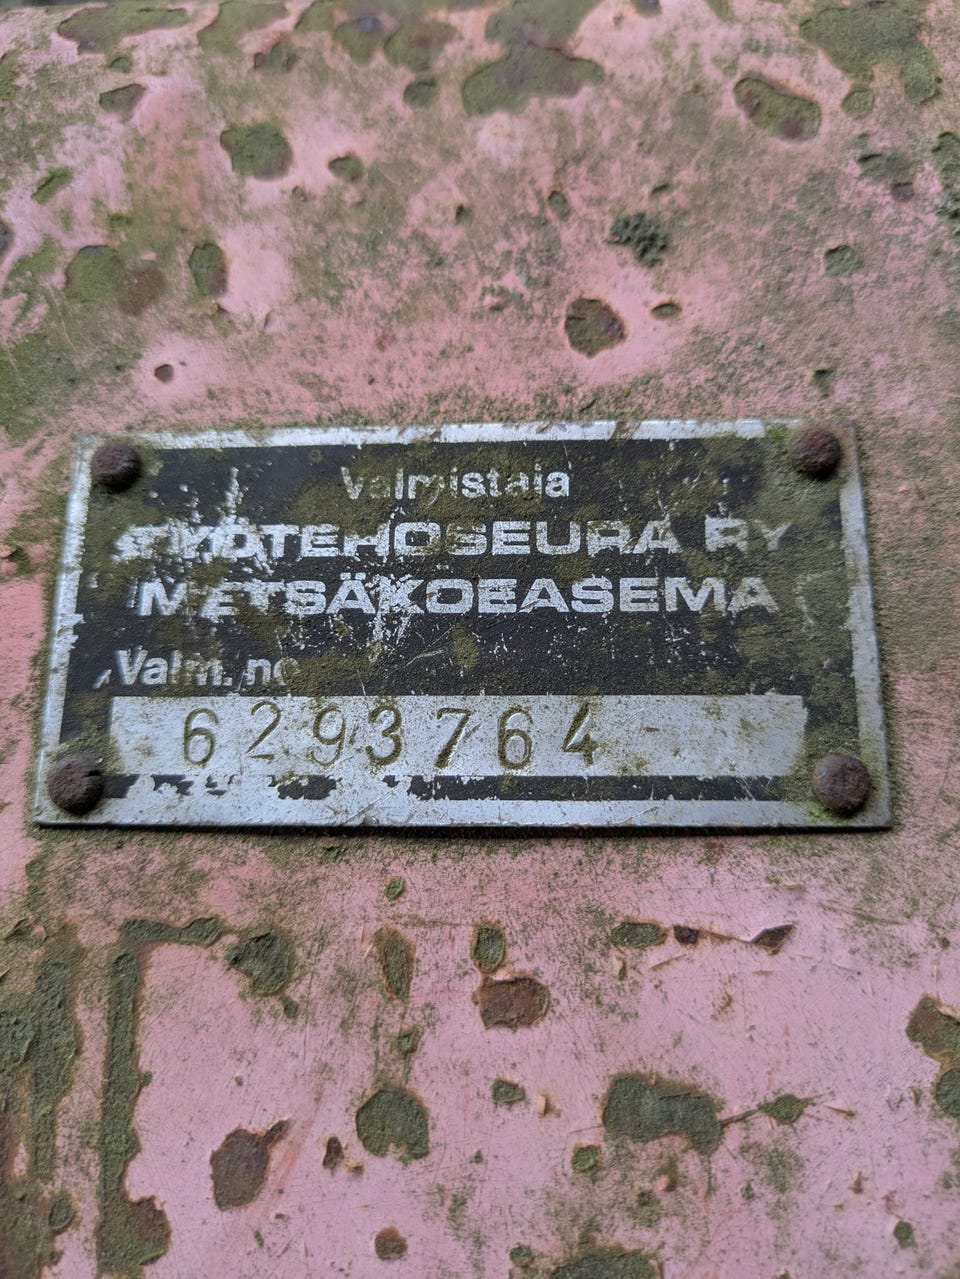 Valmistaja
TYÖTEHOSEURA RY
METSÄKOEASEMA
Valm. no
6293764